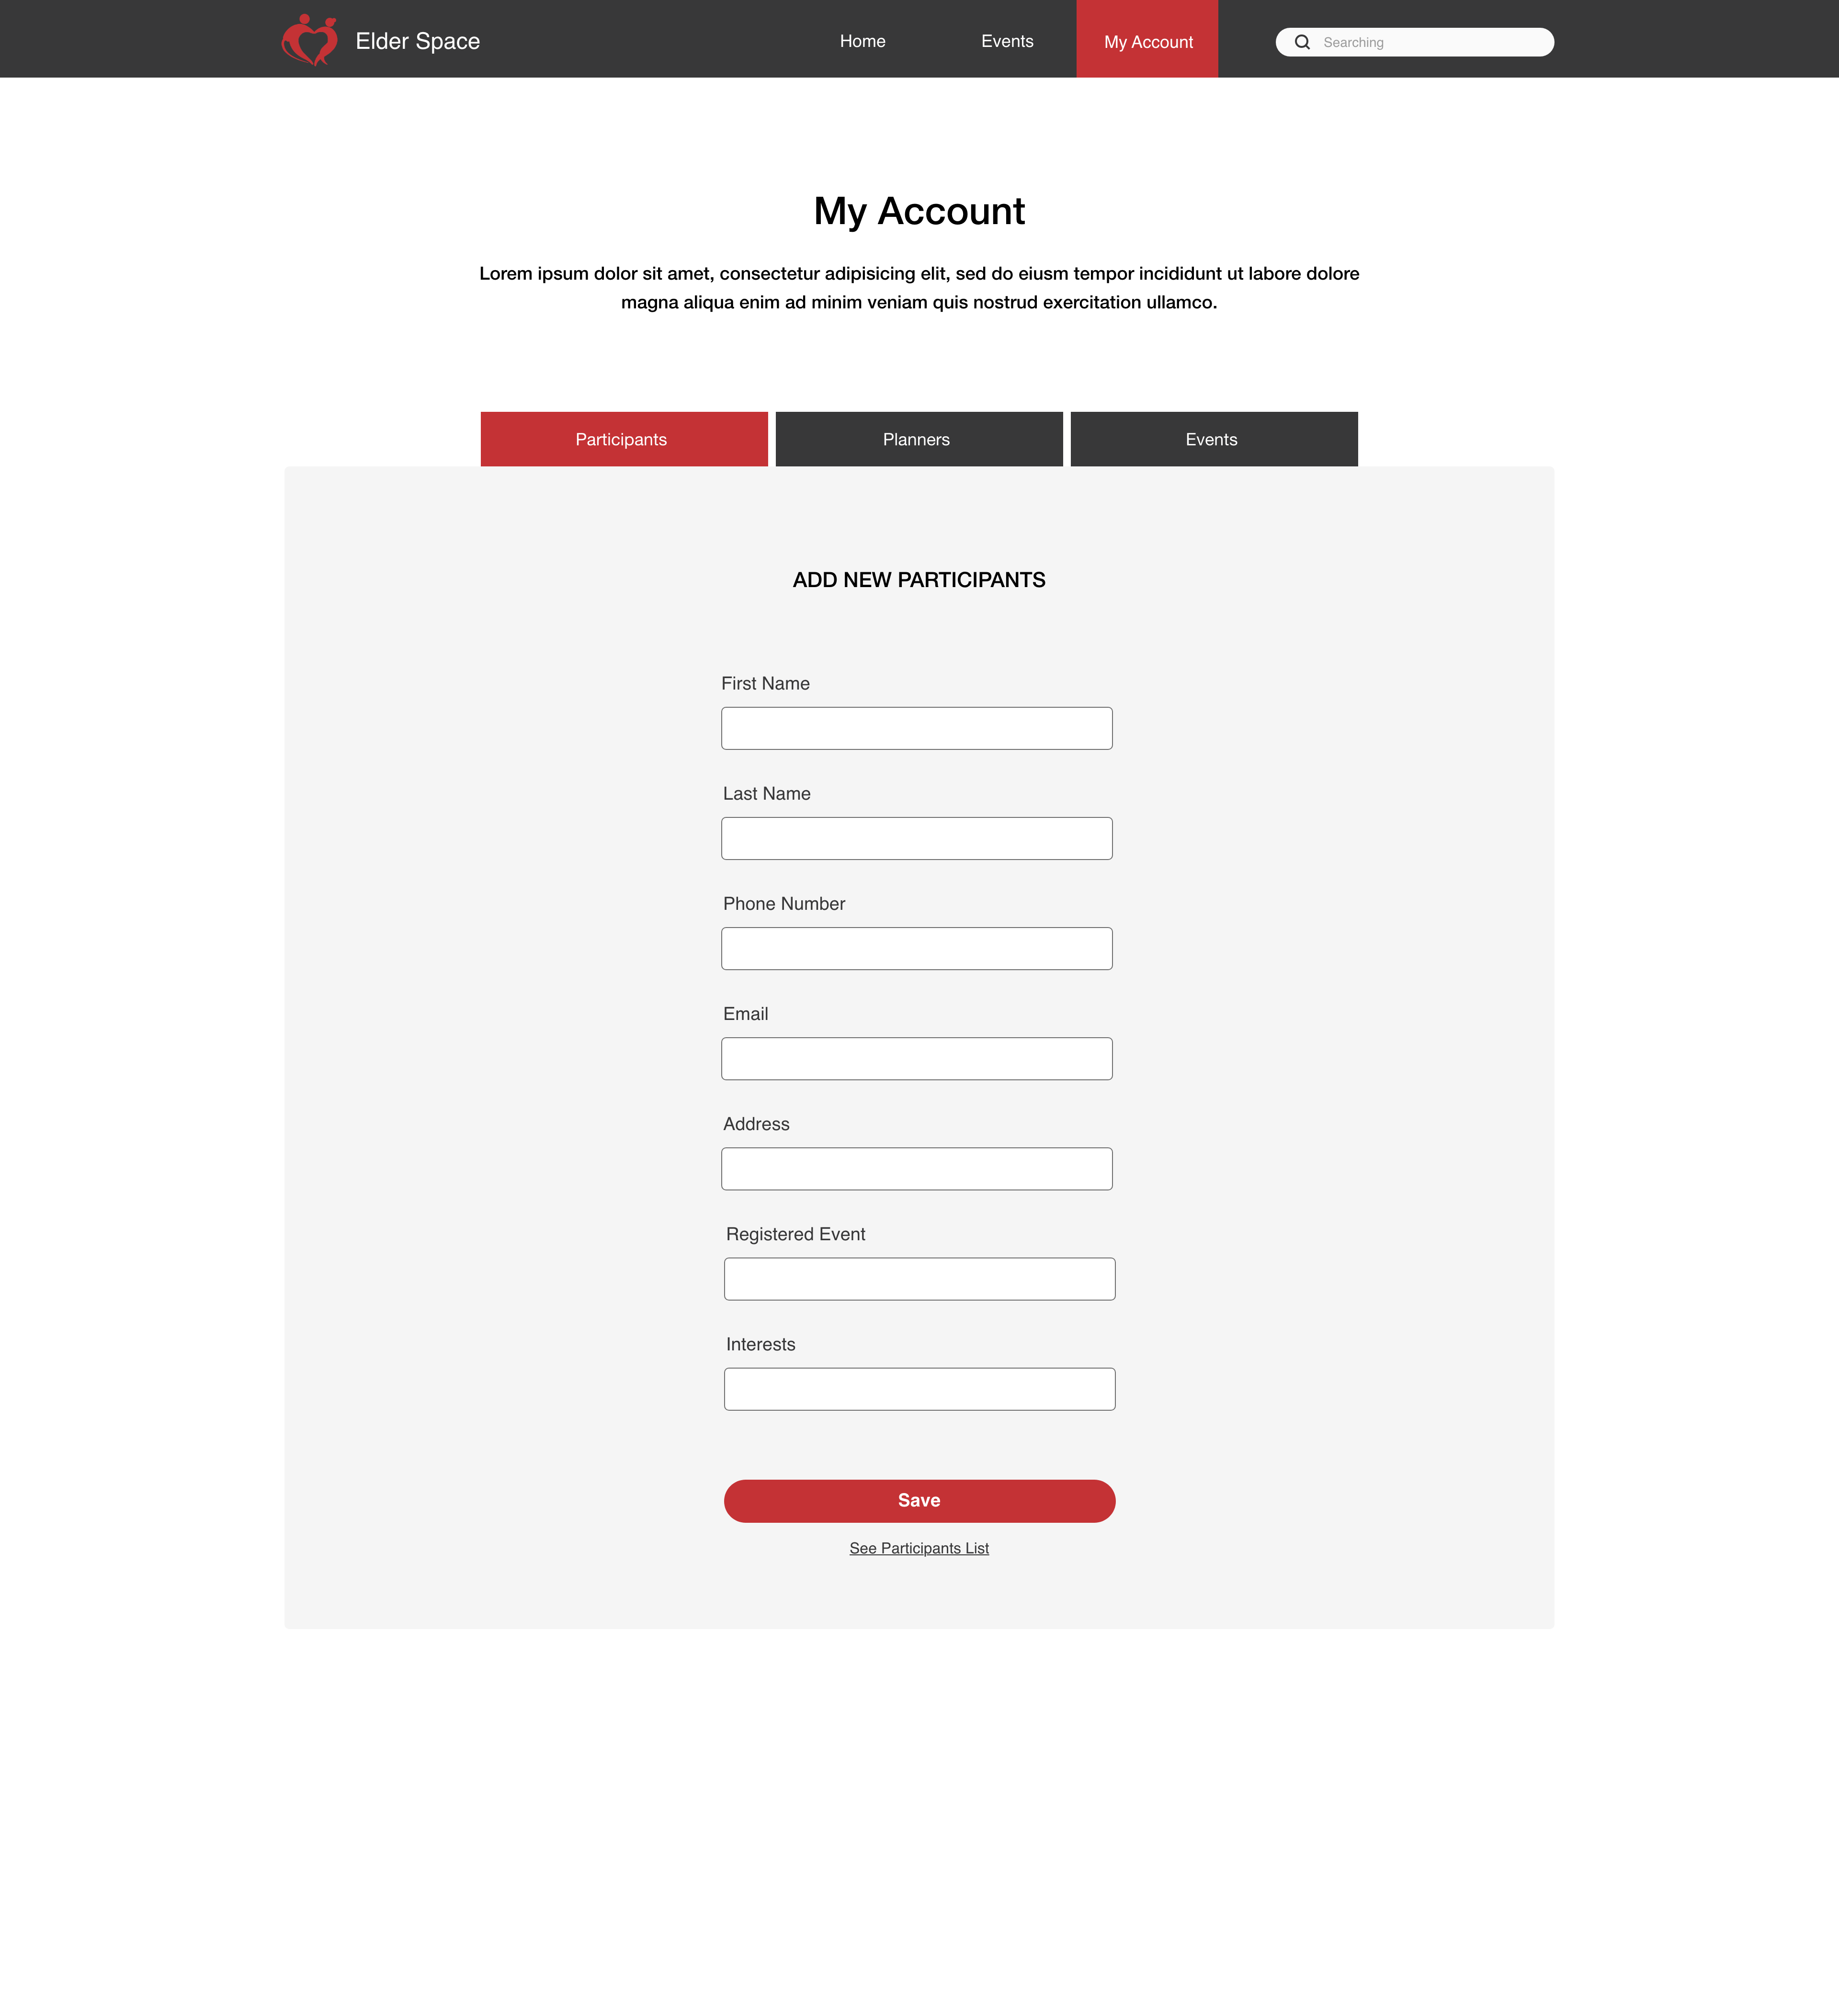 Elder Space
Home
Events
My Account
Searching
My Account
Lorem ipsum dolor sit amet, consectetur adipisicing elit, sed do eiusm tempor incididunt ut labore dolore
magna aliqua enim ad minim veniam quis nostrud exercitation ullamco.
Participants
Planners
Events
ADD NEW PARTICIPANTS
First Name
Last Name
Phone Number
Email
Address
Registered Event
Interests
Save
See Participants List